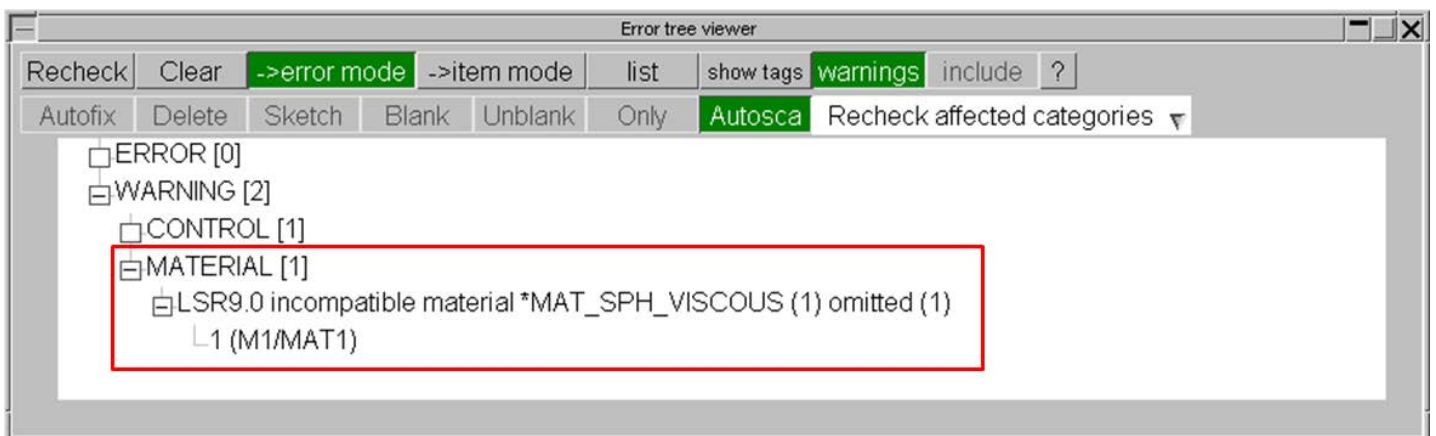 Error tree viewer
Recheck Clear ->error mode ->item mode list show tags warnings include ?
Autofix Delete Sketch Blank Unblank Only Autosca Recheck affected categories
ERROR [0]
WARNING [2]
CONTROL [1]
MATERIAL [1]
LSR9.0 incompatible material *MAT_SPH_VISCOUS (1) omitted (1)
1 (M1/MAT1)